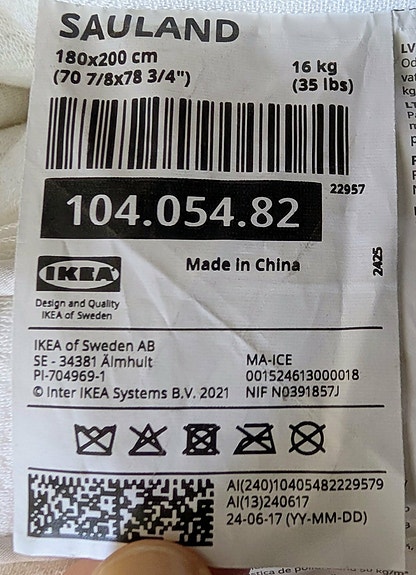 SAULAND
180x200 cm
(70 7/8x78 3/4")
16 kg
(35 lbs)
22957
104.054.82
IKEA
Made in China
2425
Design and Quality
IKEA of Sweden
IKEA of Sweden AB
SE - 34381 Älmhult
PI-704969-1
© Inter IKEA Systems B.V. 2021
MA-ICE
001524613000018
NIF N0391857J
AI(240)10405482229579
AI(13)240617
24-06-17 (YY-MM-DD)
LV